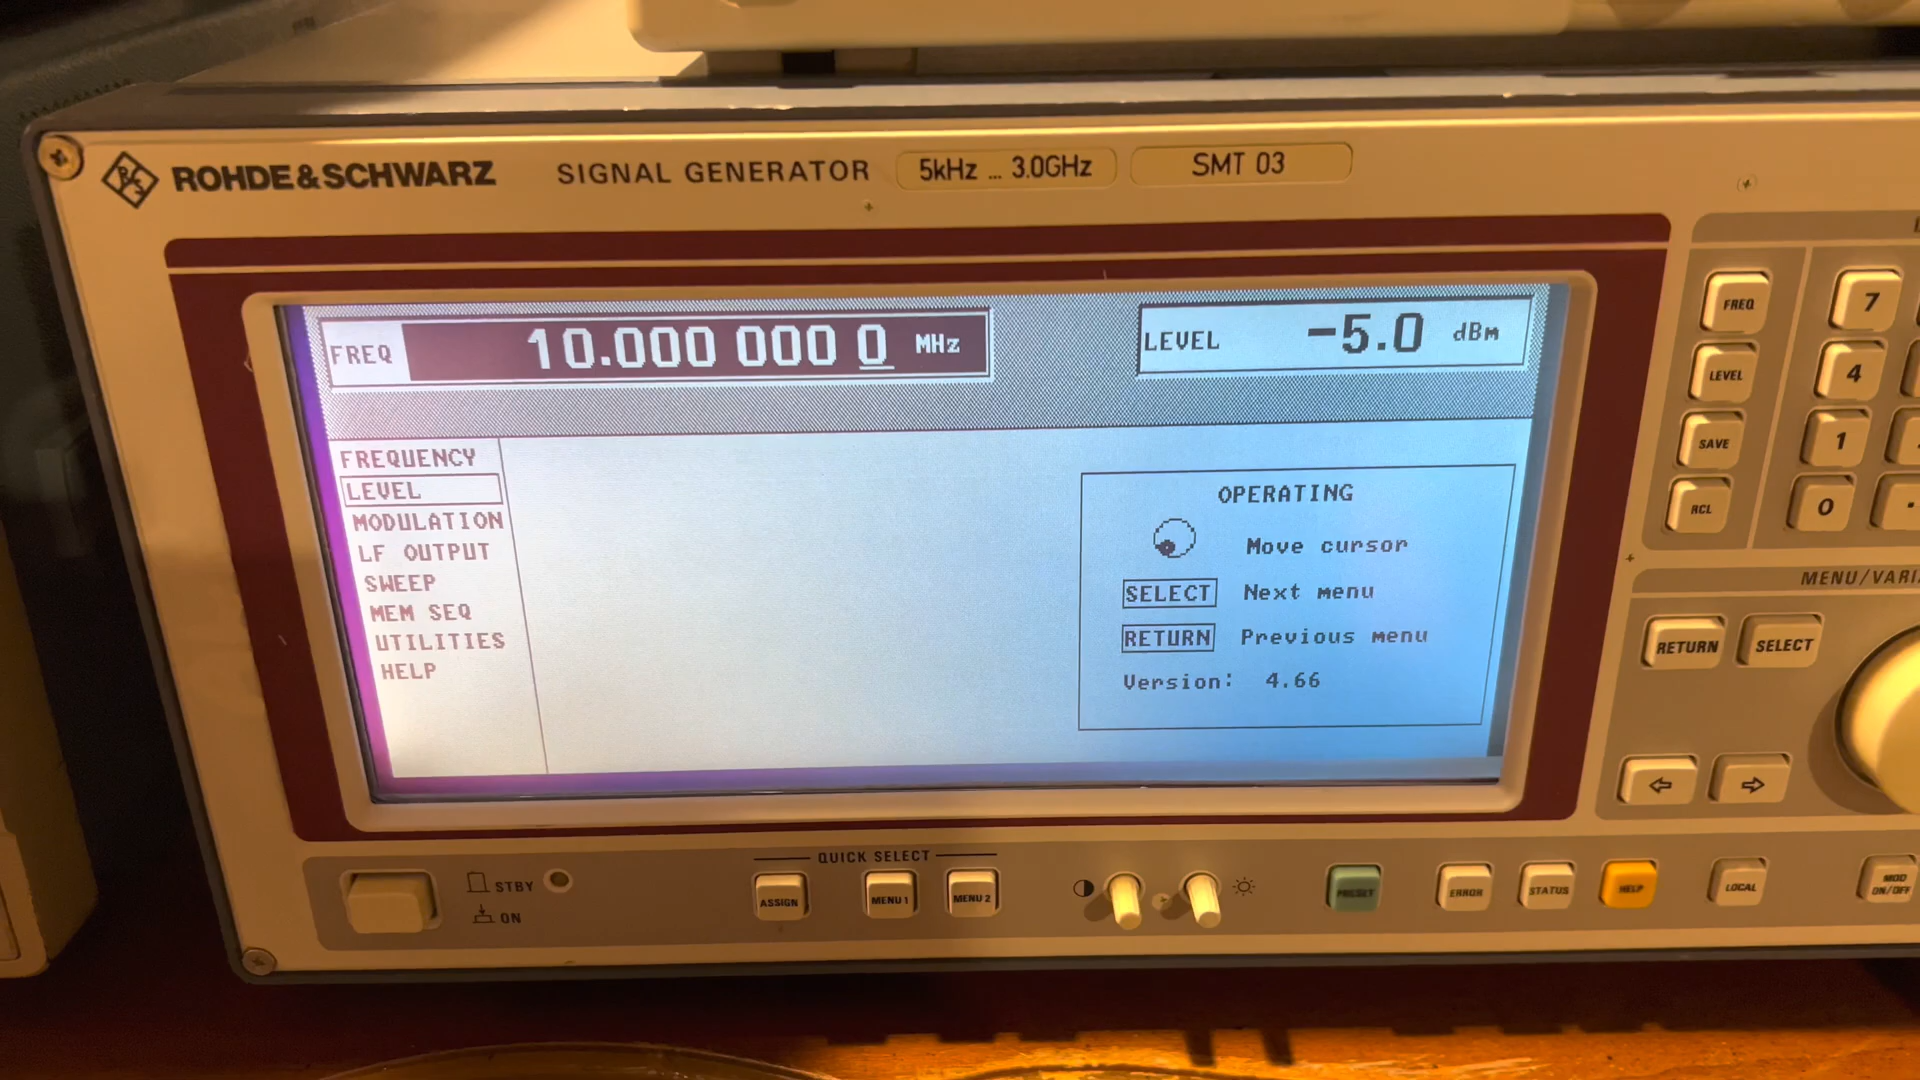 ROHDE&SCHWARZ SIGNAL GENERATOR 5kHz ... 3.0GHz SMT 03
FREQ 10.000 000 0 MHz
LEVEL -5.0 dBm
FREQUENCY
LEVEL
MODULATION
LF OUTPUT
SWEEP
MEM SEQ
UTILITIES
HELP
OPERATING
Move cursor
SELECT Next menu
RETURN Previous menu
Version: 4.66
FREQ
LEVEL
SAVE
RCL
7
4
1
0
.
RETURN
SELECT
STBY
ON
QUICK SELECT
ASSIGN
MENU 1
MENU 2
PRESET
ERROR
STATUS
HELP
LOCAL
MOD
ON/OFF